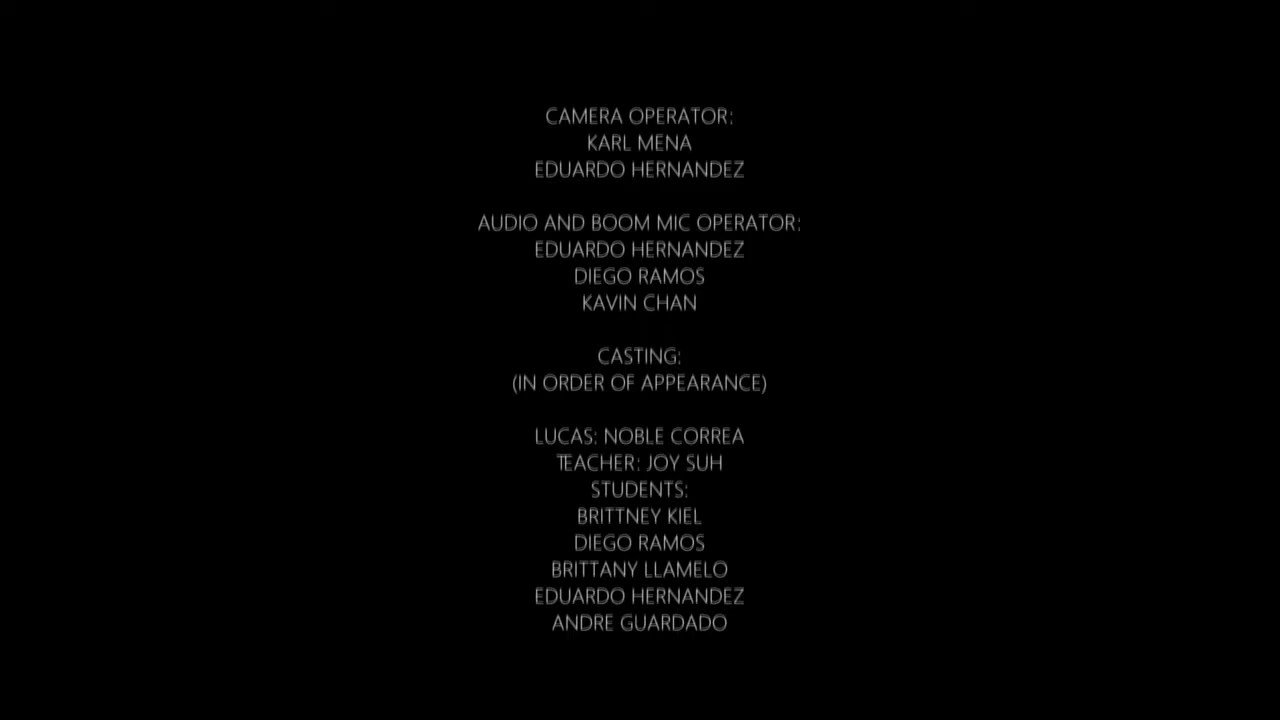 CAMERA OPERATOR:
KARL MENA
EDUARDO HERNANDEZ
AUDIO AND BOOM MIC OPERATOR:
EDUARDO HERNANDEZ
DIEGO RAMOS
KAVIN CHAN
CASTING:
(IN ORDER OF APPEARANCE)
LUCAS: NOBLE CORREA
TEACHER: JOY SUH
STUDENTS:
BRITTNEY KIEL
DIEGO RAMOS
BRITTANY LLAMELO
EDUARDO HERNANDEZ
ANDRE GUARDADO